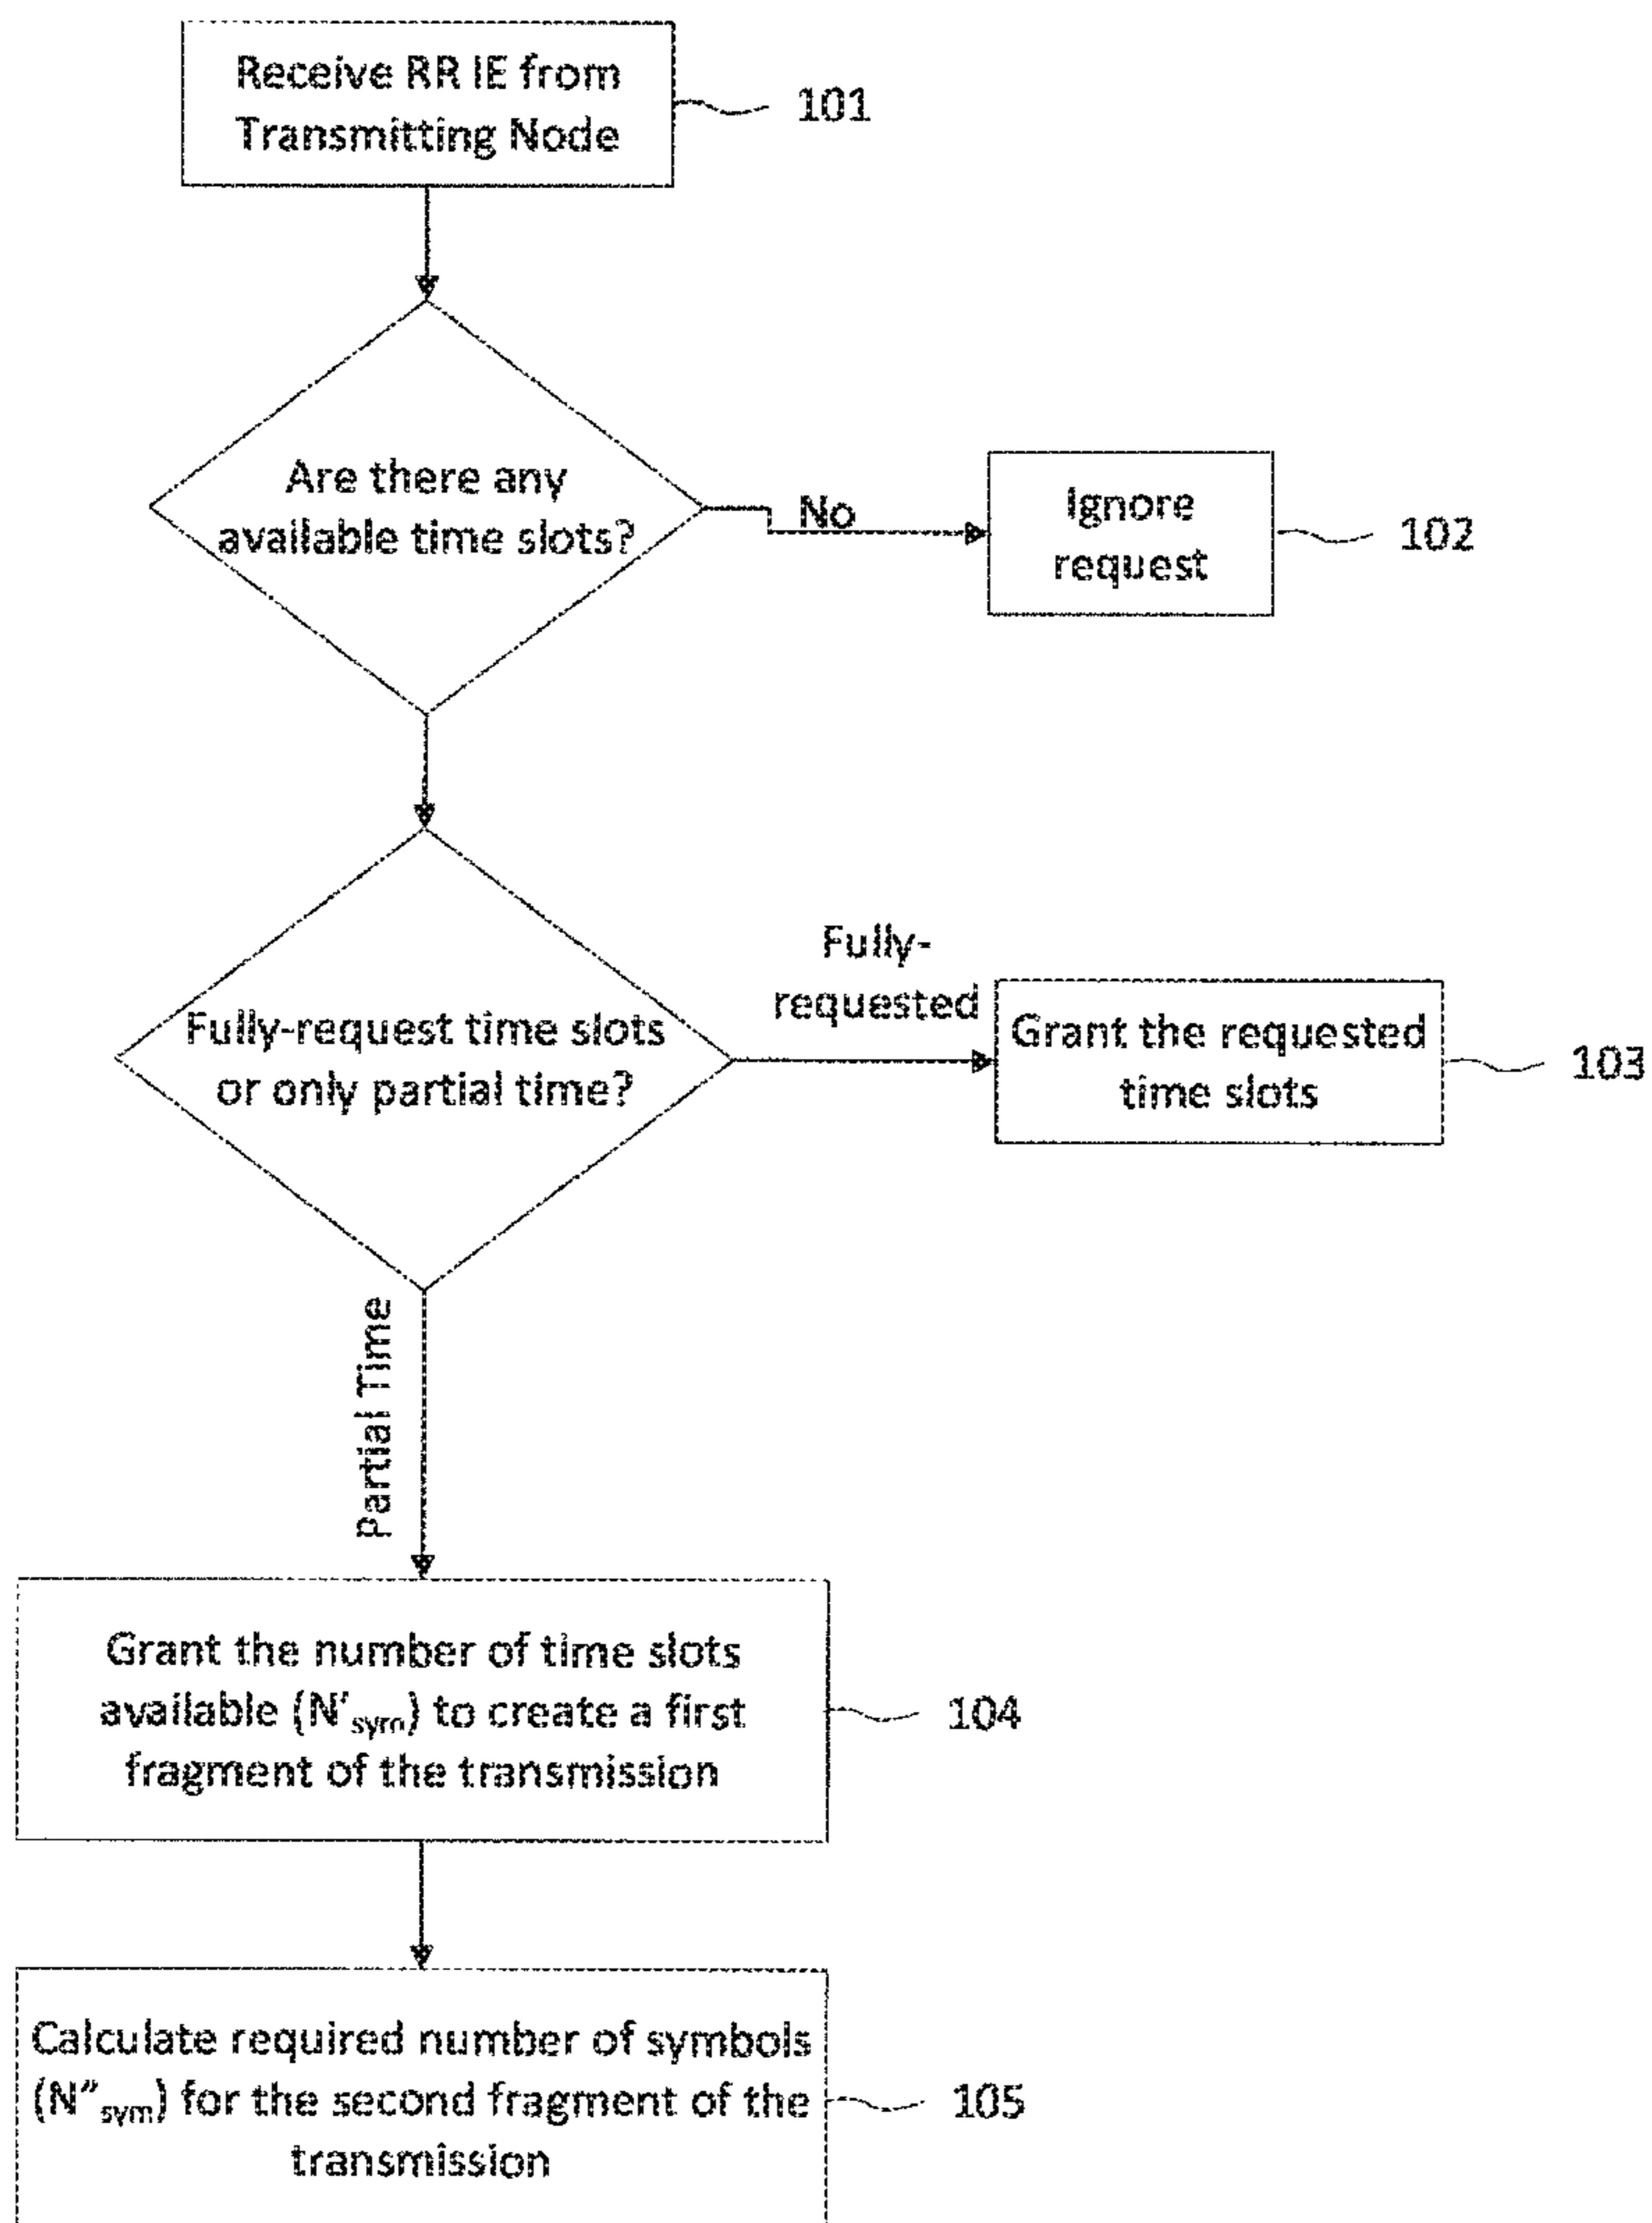 Receive RR IE from
Transmitting Node
101
Are there any
available time slots?
No
Ignore
request
102
Fully-request time slots
or only partial time?
Fully-
requested
Grant the requested
time slots
103
Partial Time
Grant the number of time slots
available (N'sym) to create a first
fragment of the transmission
104
Calculate required number of symbols
(N"sym) for the second fragment of the
transmission
105